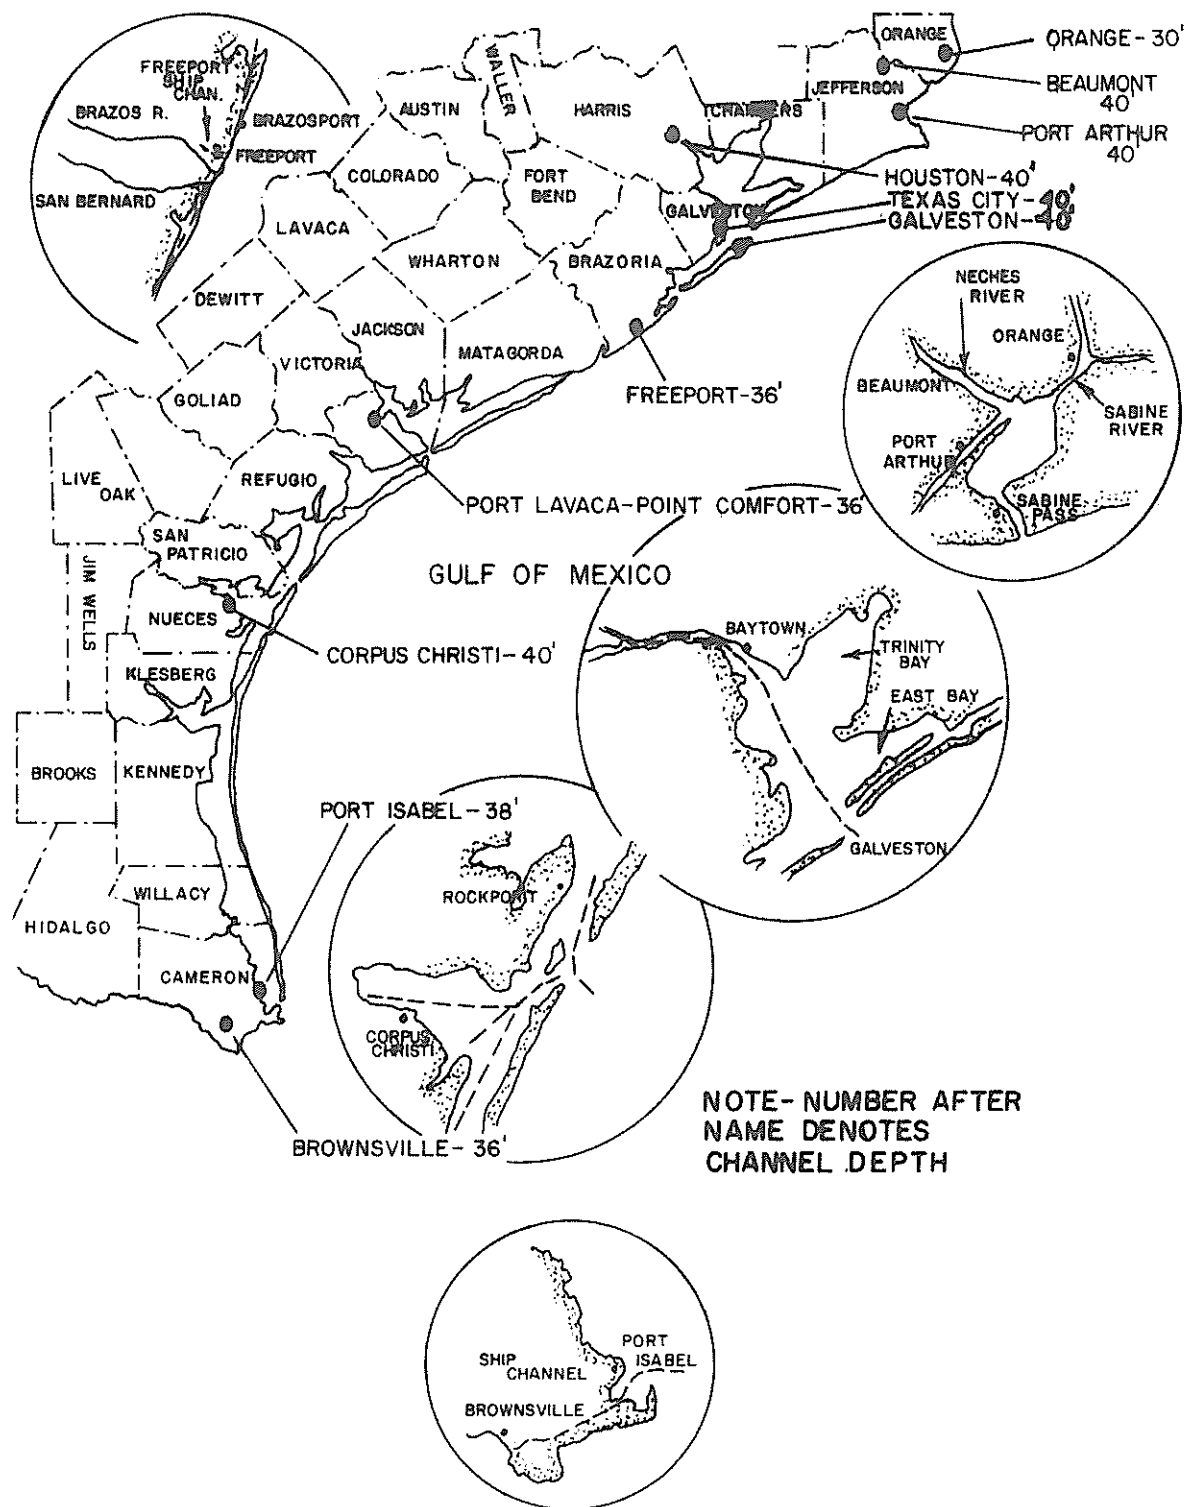 FREEPORT
SHIP
CHAN.
BRAZOS R.
BRAZOSPORT
FREEPORT
SAN BERNARD
WALLER
AUSTIN
HARRIS
CHAMBERS
ORANGE
JEFFERSON
ORANGE-30'
BEAUMONT
40'
PORT ARTHUR
40'
HOUSTON-40'
TEXAS CITY-40'
GALVESTON-40'
COLORADO
FORT
BEND
GALVESTON
LAVACA
WHARTON
BRAZORIA
DEWITT
JACKSON
VICTORIA
MATAGORDA
GOLIAD
FREEPORT-36'
NECHES
RIVER
ORANGE
BEAUMONT
SABINE
RIVER
PORT
ARTHUR
SABINE
PASS
LIVE
OAK
REFUGIO
PORT LAVACA-POINT COMFORT-36'
SAN
PATRICIO
JIM WELLS
GULF OF MEXICO
NUECES
CORPUS CHRISTI-40'
KLESBERG
BAYTOWN
TRINITY
BAY
EAST BAY
GALVESTON
BROOKS
KENNEDY
PORT ISABEL-38'
WILLACY
HIDALGO
CAMERON
ROCKPORT
CORPUS
CHRISTI
BROWNSVILLE-36'
NOTE-NUMBER AFTER
NAME DENOTES
CHANNEL DEPTH
PORT
ISABEL
SHIP
CHANNEL
BROWNSVILLE